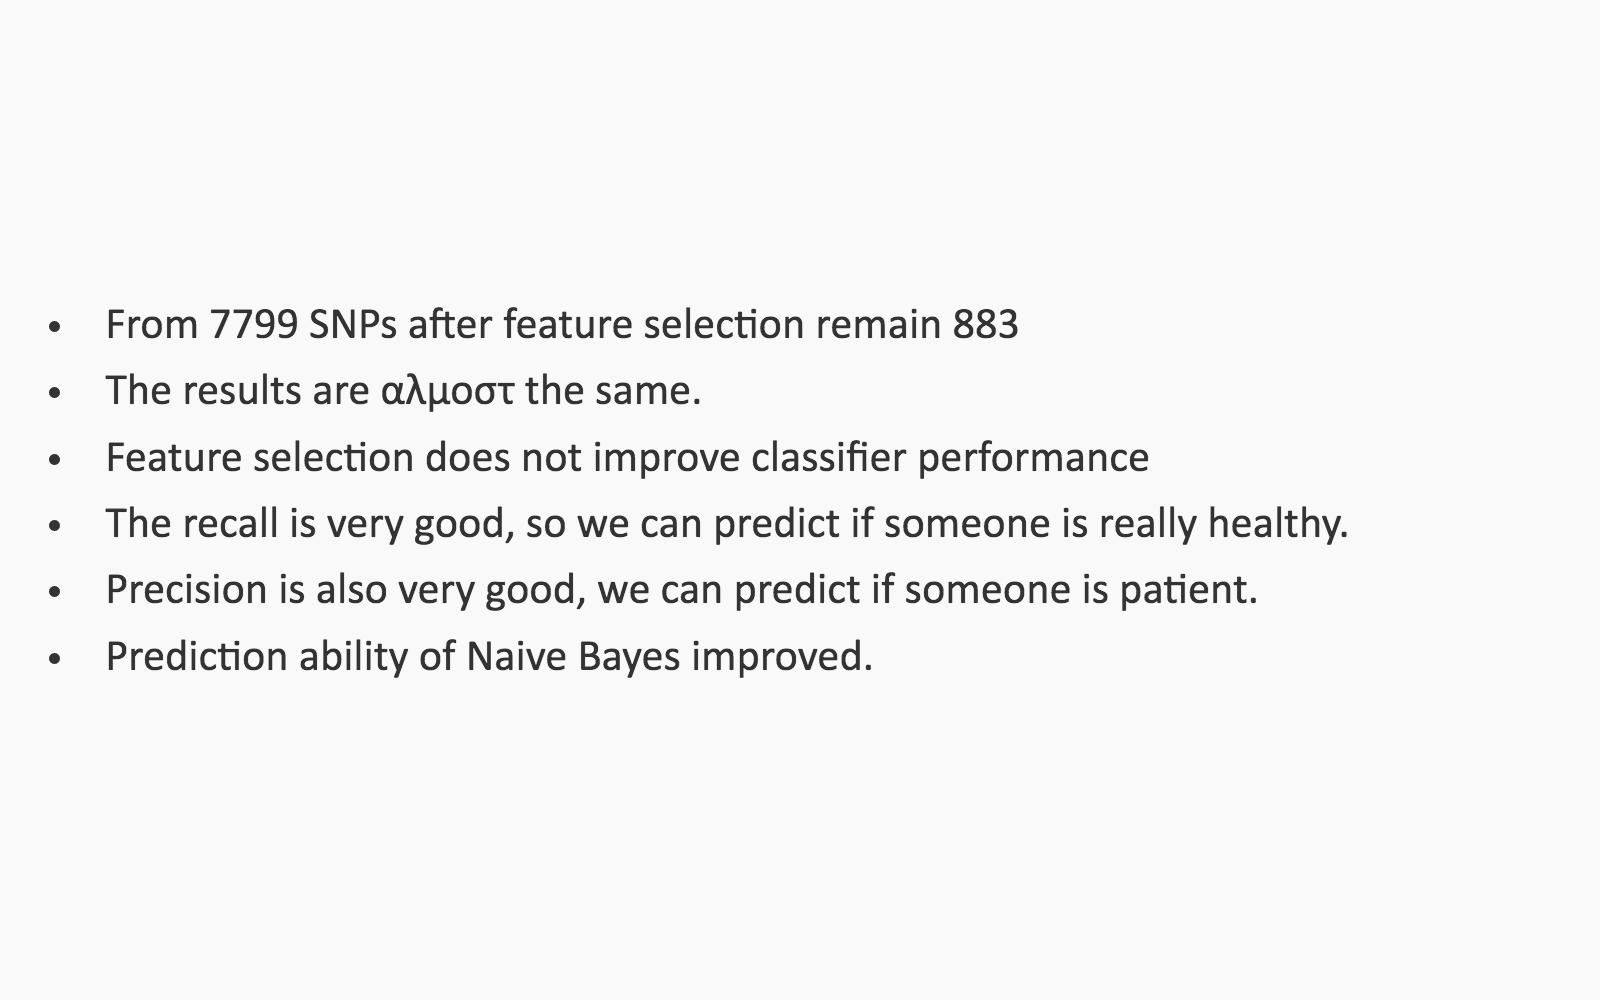 • From 7799 SNPs after feature selection remain 883
• The results are αλμοστ the same.
• Feature selection does not improve classifier performance
• The recall is very good, so we can predict if someone is really healthy.
• Precision is also very good, we can predict if someone is patient.
• Prediction ability of Naive Bayes improved.